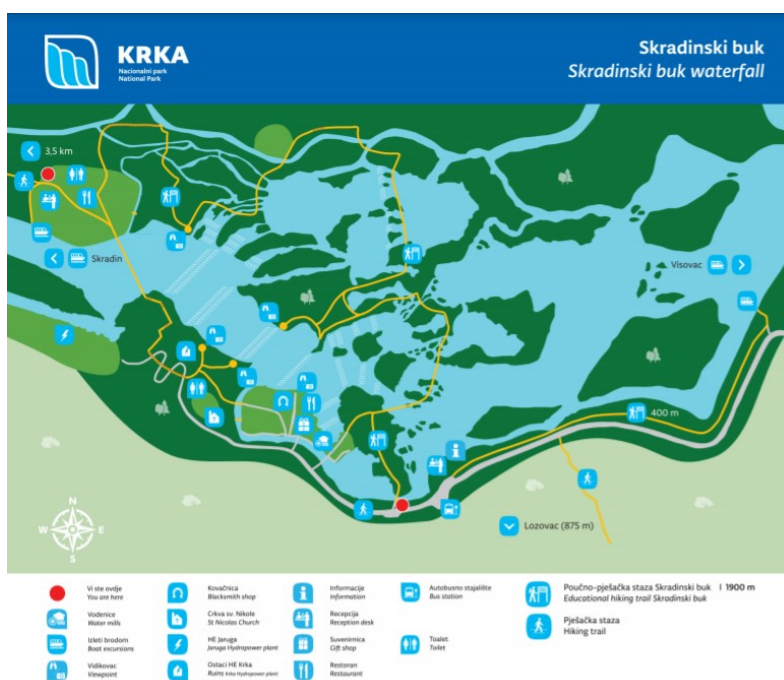 KRKA
Nacionalni park
National Park
Skradinski buk
Skradinski buk waterfall
3,5 km
Skradin
Visovac
400 m
Lozovac (875 m)
N
W E
S
Vi ste ovdje
You are here
Vodenice
Water mills
Izleti brodom
Boat excursions
Vidikovac
Viewpoint
Kovačnica
Blacksmith shop
Crkva sv. Nikole
St Nicolas Church
HE Jaruga
Jaruga Hydropower plant
Ostaci HE Krka
Ruins Krka Hydropower plant
Informacije
Information
Recepcija
Reception desk
Suvenirnica
Gift shop
Restoran
Restaurant
Autobusno stajalište
Bus station
Toalet
Toilet
Poučno-pješačka staza Skradinski buk | 1900 m
Educational hiking trail Skradinski buk
Pješačka staza
Hiking trail